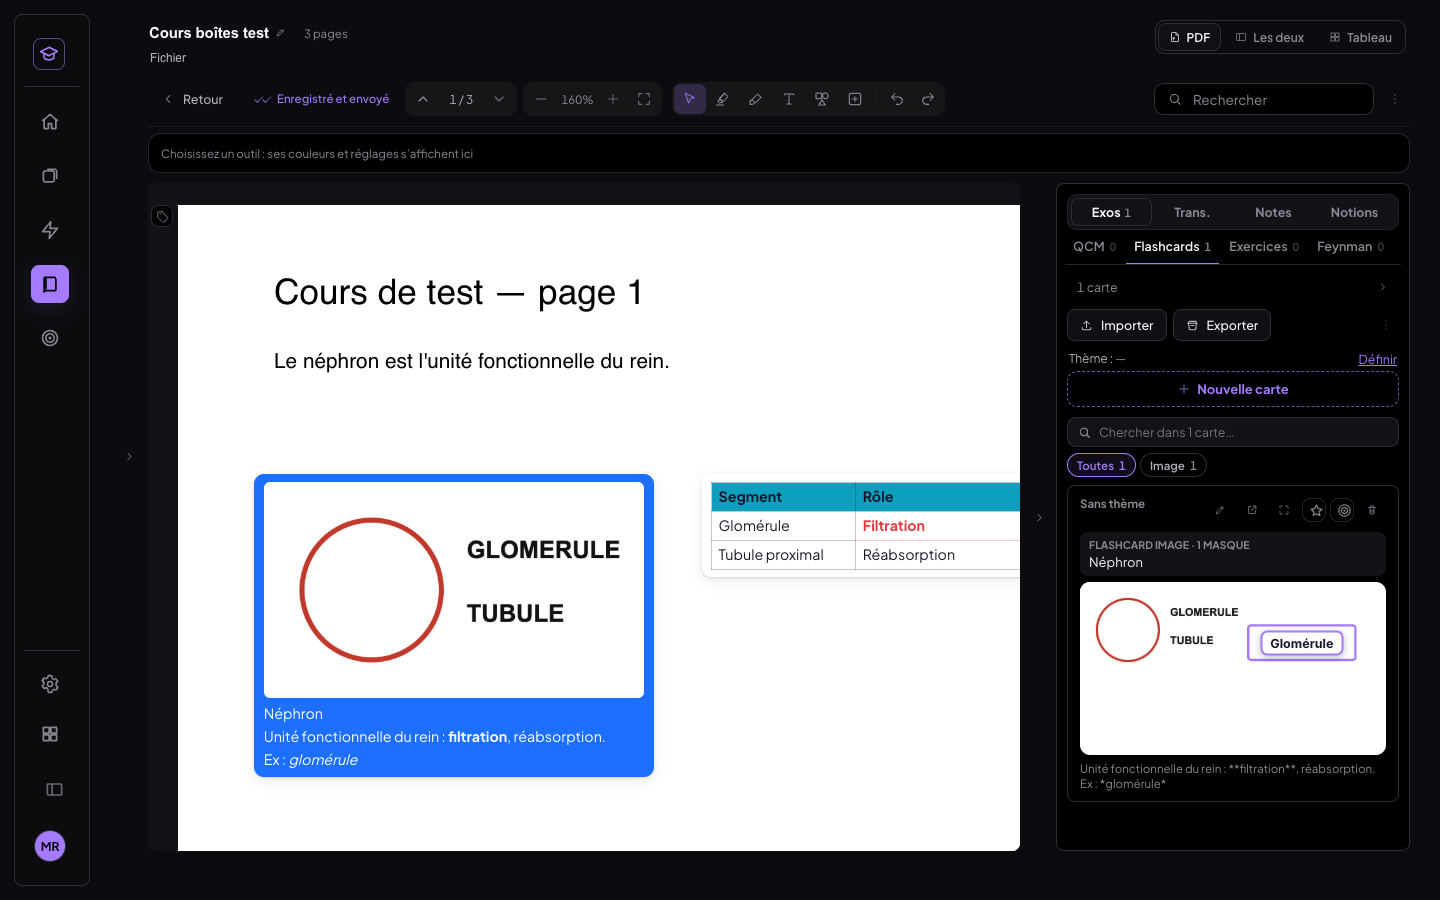 Cours boîtes test
3 pages
Fichier
PDF
Les deux
Tableau
Retour
Enregistré et envoyé
1 / 3
160%
Rechercher
Choisissez un outil : ses couleurs et réglages s'affichent ici
Cours de test — page 1
Le néphron est l'unité fonctionnelle du rein.
GLOMERULE
TUBULE
Néphron
Unité fonctionnelle du rein : filtration, réabsorption.
Ex : glomérule
Segment Rôle
Glomérule Filtration
Tubule proximal Réabsorption
Exos 1 Trans. Notes Notions
QCM 0 Flashcards 1 Exercices 0 Feynman 0
1 carte
Importer Exporter
Thème : — Définir
+ Nouvelle carte
Chercher dans 1 carte…
Toutes 1 Image 1
Sans thème
FLASHCARD IMAGE · 1 MASQUE
Néphron
GLOMERULE
TUBULE
Glomérule
Unité fonctionnelle du rein : **filtration**, réabsorption.
Ex : *glomérule*
MR